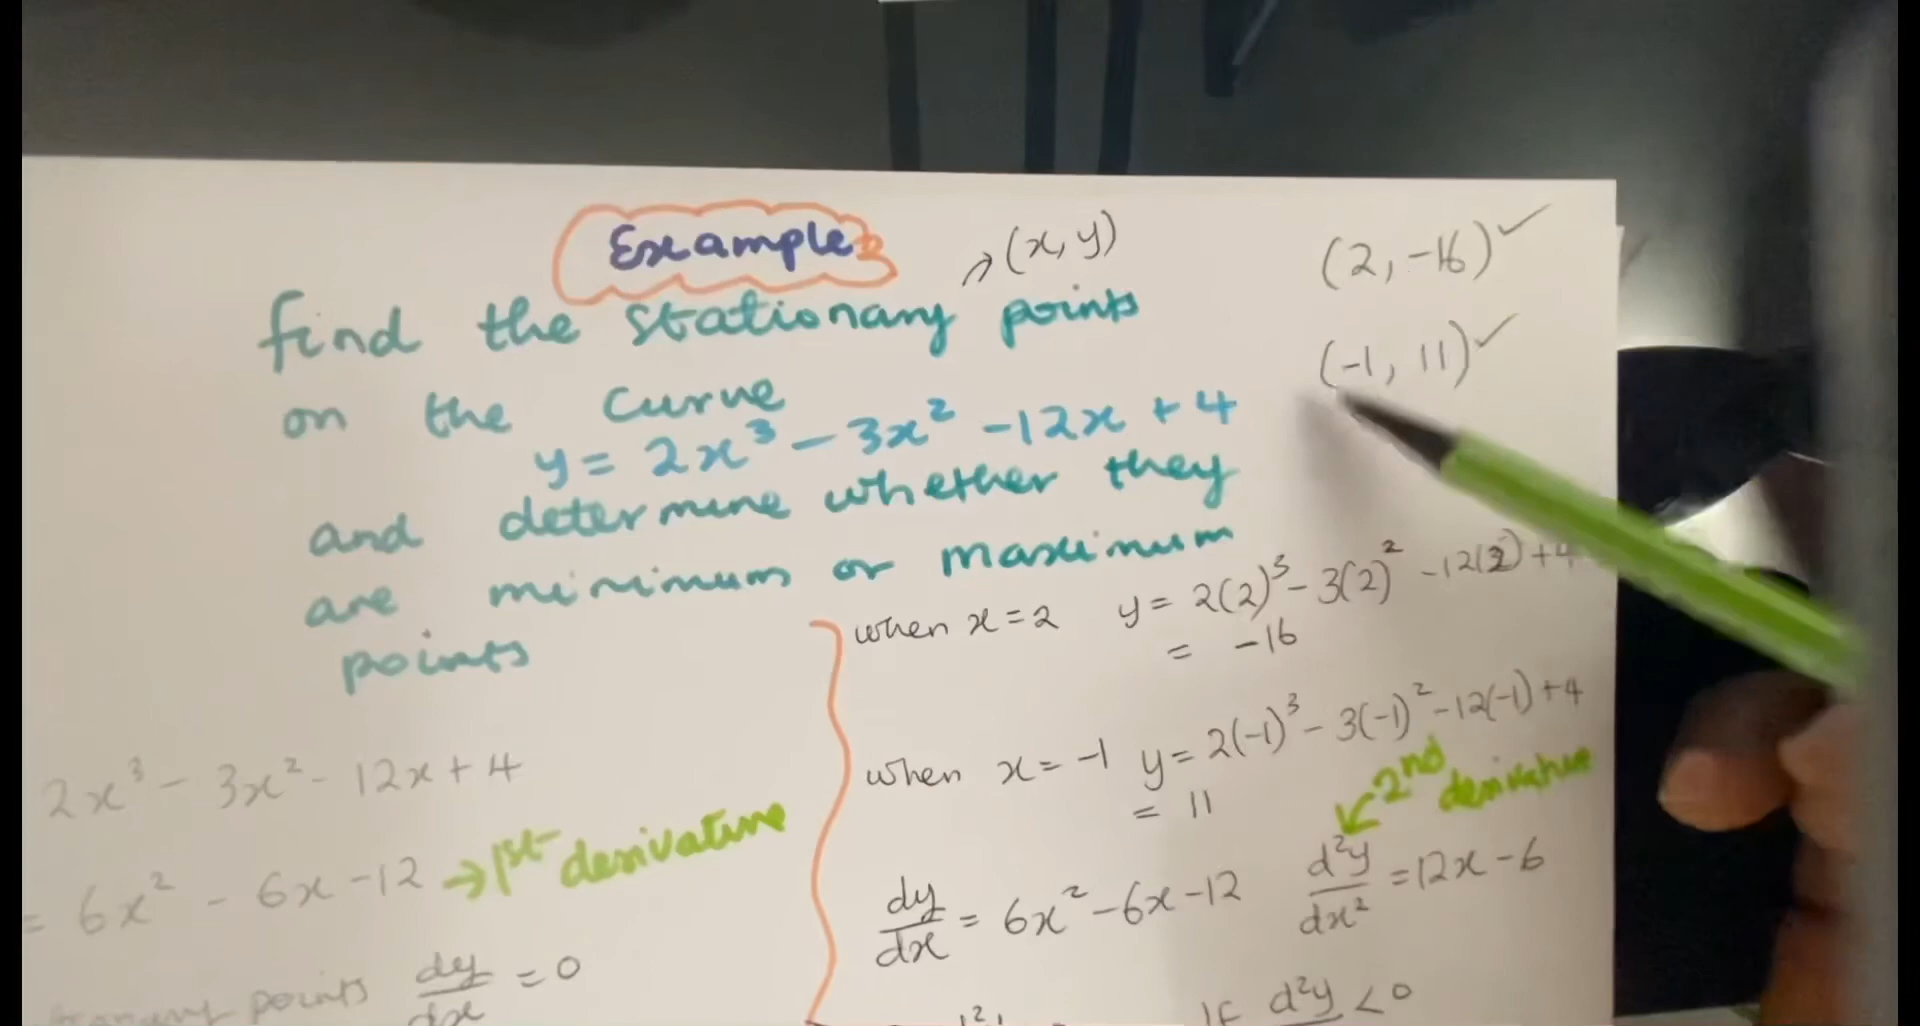 Example
→(x, y)
find the stationary points
on the curve
y = 2x³ - 3x² - 12x + 4
and determine whether they
are minimum or maximum
points
(2, -16) ✓
(-1, 11) ✓
2x³ - 3x² - 12x + 4
= 6x² - 6x - 12 → 1st derivative
points dy/dx = 0
when x = 2 y = 2(2)³ - 3(2)² - 12(2) + 4
= -16
when x = -1 y = 2(-1)³ - 3(-1)² - 12(-1) + 4
= 11
2nd derivative
dy/dx = 6x² - 6x - 12 d²y/dx² = 12x - 6
If d²y < 0